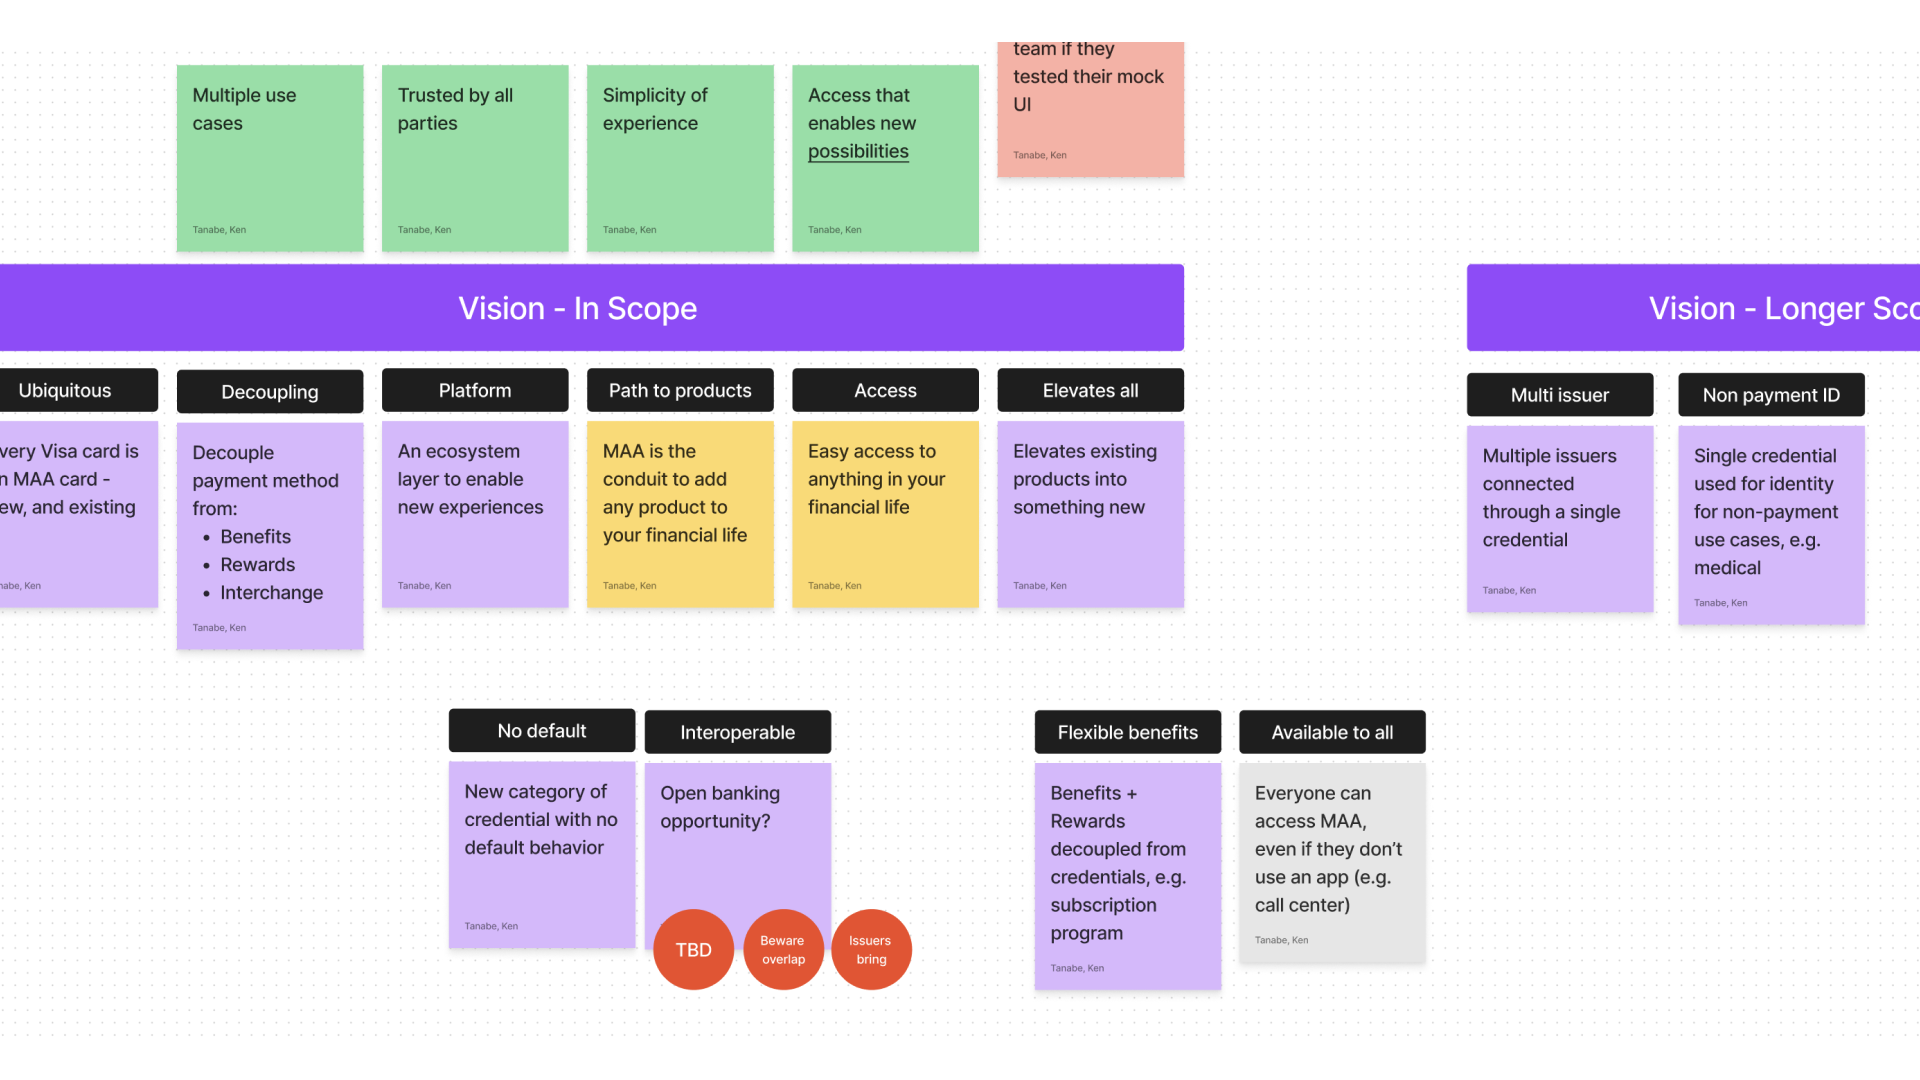 team if they
tested their mock
UI
Tanabe, Ken
Multiple use
cases
Tanabe, Ken
Trusted by all
parties
Tanabe, Ken
Simplicity of
experience
Tanabe, Ken
Access that
enables new
possibilities
Tanabe, Ken
Vision - In Scope
Ubiquitous
very Visa card is
n MAA card -
ew, and existing
nabe, Ken
Decoupling
Decouple
payment method
from:
• Benefits
• Rewards
• Interchange
Tanabe, Ken
Platform
An ecosystem
layer to enable
new experiences
Tanabe, Ken
Path to products
MAA is the
conduit to add
any product to
your financial life
Tanabe, Ken
Access
Easy access to
anything in your
financial life
Tanabe, Ken
Elevates all
Elevates existing
products into
something new
Tanabe, Ken
Vision - Longer Sco
Multi issuer
Multiple issuers
connected
through a single
credential
Tanabe, Ken
Non payment ID
Single credential
used for identity
for non-payment
use cases, e.g.
medical
Tanabe, Ken
No default
New category of
credential with no
default behavior
Tanabe, Ken
Interoperable
Open banking
opportunity?
TBD
Beware
overlap
Issuers
bring
Flexible benefits
Benefits +
Rewards
decoupled from
credentials, e.g.
subscription
program
Tanabe, Ken
Available to all
Everyone can
access MAA,
even if they don’t
use an app (e.g.
call center)
Tanabe, Ken